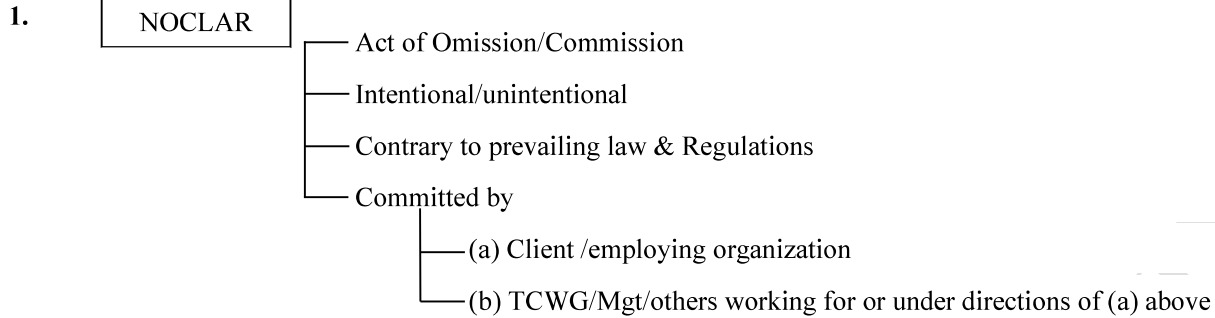 1.
NOCLAR
Act of Omission/Commission
Intentional/unintentional
Contrary to prevailing law & Regulations
Committed by
(a) Client /employing organization
(b) TCWG/Mgt/others working for or under directions of (a) above